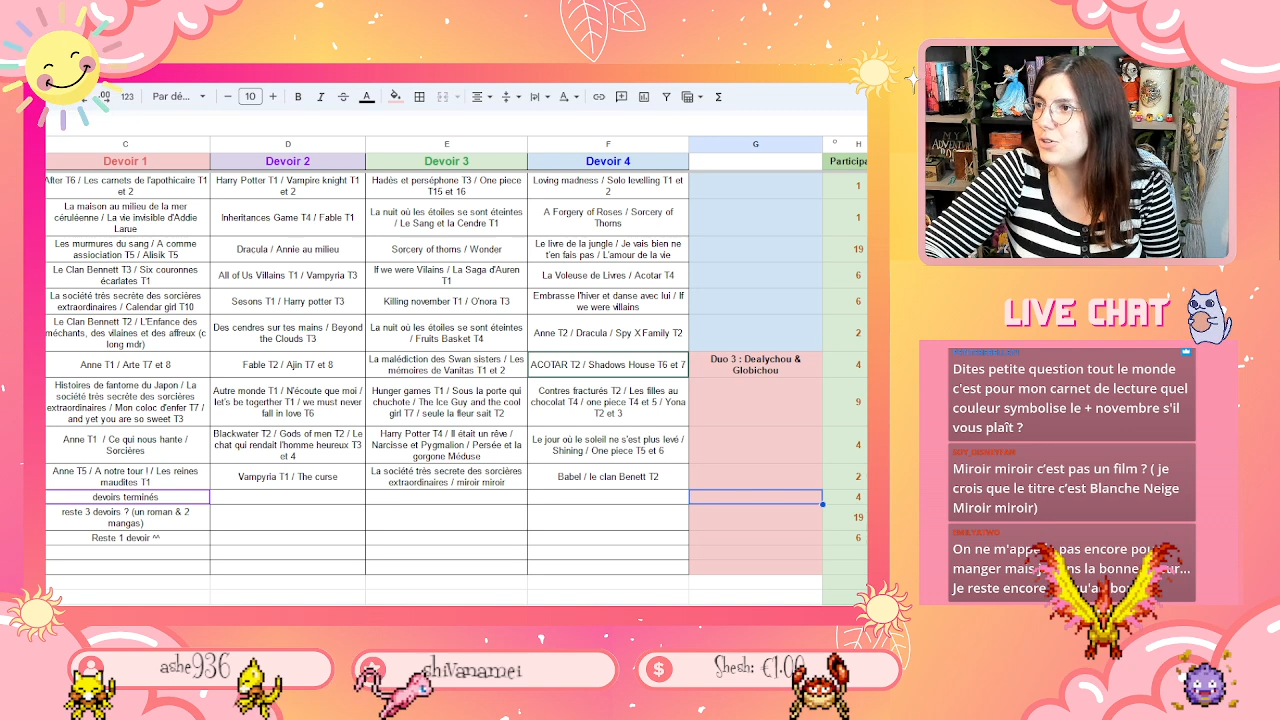 .00 123 Par dé... − 10 + B I A Σ
C D E F G H
Devoir 1 Devoir 2 Devoir 3 Devoir 4 Participa
After T6 / Les carnets de l'apothicaire T1
et 2
Harry Potter T1 / Vampire knight T1
et 2
Hadès et perséphone T3 / One piece
T15 et 16
Loving madness / Solo levelling T1 et
2
1
La maison au milieu de la mer
céruléenne / La vie invisible d'Addie
Larue
Inheritances Game T4 / Fable T1
La nuit où les étoiles se sont éteintes
/ Le Sang et la Cendre T1
A Forgery of Roses / Sorcery of
Thorns
1
Les murmures du sang / A comme
assiociation T5 / Alisik T5
Dracula / Annie au milieu
Sorcery of thorns / Wonder
Le livre de la jungle / Je vais bien ne
t'en fais pas / L'amour de la vie
19
Le Clan Bennett T3 / Six couronnes
écarlates T1
All of Us Villains T1 / Vampyria T3
If we were Vilains / La Saga d'Auren
T1
La Voleuse de Livres / Acotar T4
6
La société très secrète des sorcières
extraordinaires / Calendar girl T10
Sesons T1 / Harry potter T3
Killing november T1 / O'nora T3
Embrasse l'hiver et danse avec lui / If
we were villains
6
Le Clan Bennett T2 / L'Enfance des
méchants, des vilaines et des affreux (c
long mdr)
Des cendres sur tes mains / Beyond
the Clouds T3
La nuit où les étoiles se sont éteintes
/ Fruits Basket T4
Anne T2 / Dracula / Spy X Family T2
2
Anne T1 / Arte T7 et 8
Fable T2 / Ajin T7 et 8
La malédiction des Swan sisters / Les
mémoires de Vanitas T1 et 2
ACOTAR T2 / Shadows House T6 et 7
Duo 3 : Dealychou &
Globichou
4
Histoires de fantome du Japon / La
société très secrète des sorcières
extraordinaires / Mon coloc d'enfer T7 /
and yet you are so sweet T3
Autre monde T1 / N'écoute que moi /
let's be togerther T1 / we must never
fall in love T6
Hunger games T1 / Sous la porte qui
chuchote / The Ice Guy and the cool
girl T7 / seule la fleur sait T2
Contres fracturés T2 / Les filles au
chocolat T4 / one piece T4 et 5 / Yona
T2 et 3
9
Anne T1 / Ce qui nous hante /
Sorcières T1
Blackwater T2 / Gods of men T2 / Le
chat qui rendait l'homme heureux T3
et 4
Harry Potter T4 / Il était un rêve /
Narcisse et Pygmalion / Persée et la
gorgone Méduse
Le jour où le soleil ne s'est plus levé /
Shining / One piece T5 et 6
4
Anne T5 / A notre tour ! / Les reines
maudites T1
Vampyria T1 / The curse
La société très secrete des sorcières
extraordinaires / miroir miroir
Babel / le clan Benett T2
2
devoirs terminés
4
reste 3 devoirs ? (un roman & 2
mangas)
19
Reste 1 devoir ^^
6
MY
ADVENTURE
BOOK
LIVE CHAT
Dites petite question tout le monde
c'est pour mon carnet de lecture quel
couleur symbolise le + novembre s'il
vous plaît ?
Miroir miroir c'est pas un film ? ( je
crois que le titre c'est Blanche Neige
Miroir miroir)
On ne m'app pas encore po
manger mais ns la bonne
Je reste encore
ashe936
shivanamei
$ Shesh: €1.00